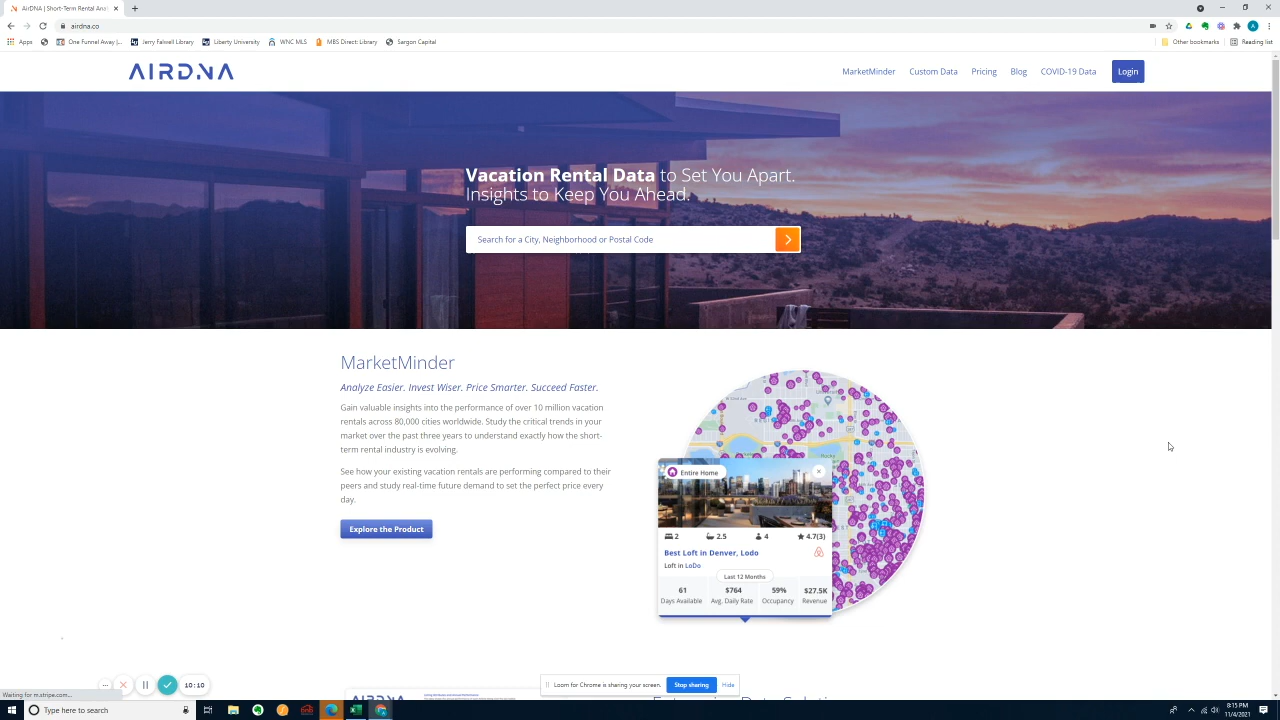 AirDNA | Short-Term Rental Anal
airdna.co
Apps
One Funnel Away |...
Jerry Falwell Library
Liberty University
WNC MLS
MBS Direct: Library
Sargon Capital
Other bookmarks
Reading list
AIRDNA
MarketMinder
Custom Data
Pricing
Blog
COVID-19 Data
Login
Vacation Rental Data to Set You Apart.
Insights to Keep You Ahead.
Search for a City, Neighborhood or Postal Code
MarketMinder
Analyze Easier. Invest Wiser. Price Smarter. Succeed Faster.
Gain valuable insights into the performance of over 10 million vacation
rentals across 80,000 cities worldwide. Study the critical trends in your
market over the past three years to understand exactly how the short-
term rental industry is evolving.
See how your existing vacation rentals are performing compared to their
peers and study real-time future demand to set the perfect price every
day.
Explore the Product
Entire Home
2
2.5
4
4.7(3)
Best Loft in Denver, Lodo
Loft in LoDo
Last 12 Months
61 $764 59% $27.5K
Days Available Avg. Daily Rate Occupancy Revenue
10:10
Waiting for m.stripe.com...
Loom for Chrome is sharing your screen.
Stop sharing
Hide
AIRDNA
Type here to search
8:15 PM
11/4/2021